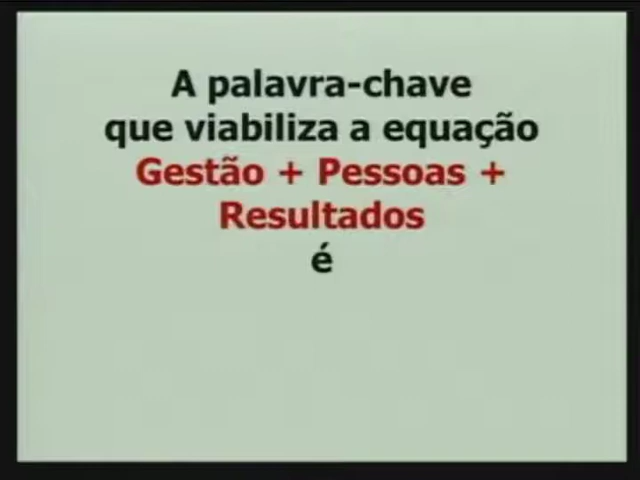 A palavra-chave
que viabiliza a equação
Gestão + Pessoas +
Resultados
é